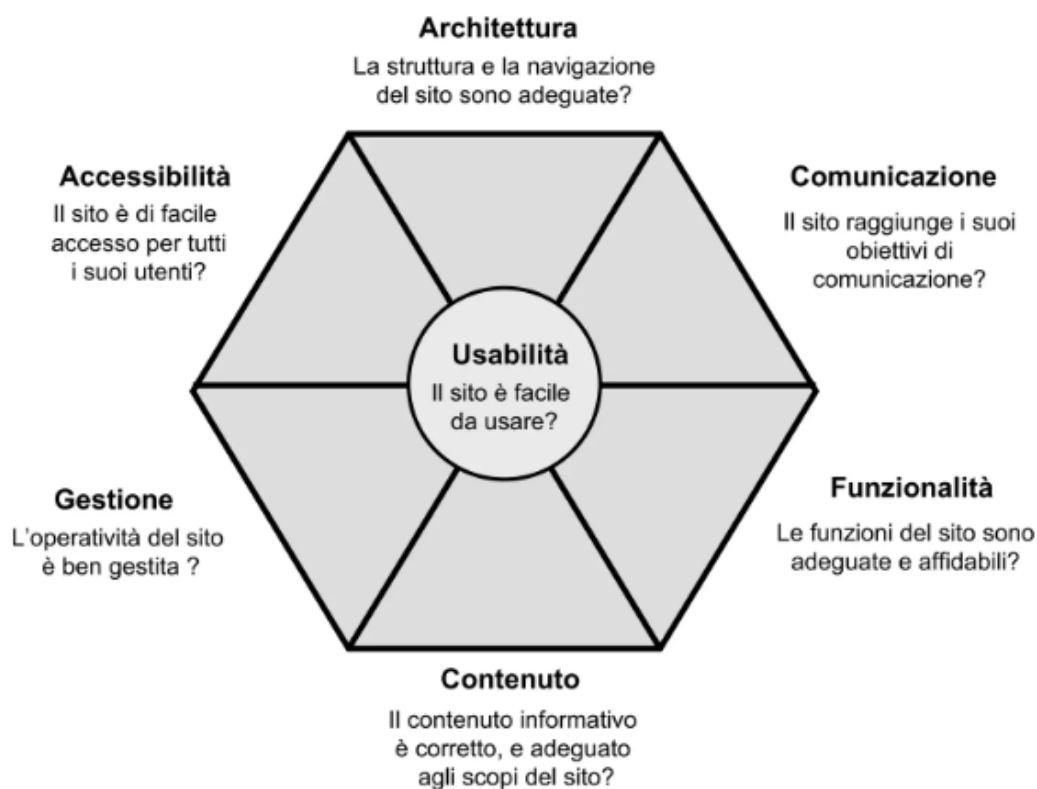 Architettura
La struttura e la navigazione
del sito sono adeguate?
Accessibilità
Il sito è di facile
accesso per tutti
i suoi utenti?
Comunicazione
Il sito raggiunge i suoi
obiettivi di
comunicazione?
Usabilità
Il sito è facile
da usare?
Gestione
L'operatività del sito
è ben gestita ?
Funzionalità
Le funzioni del sito sono
adeguate e affidabili?
Contenuto
Il contenuto informativo
è corretto, e adeguato
agli scopi del sito?